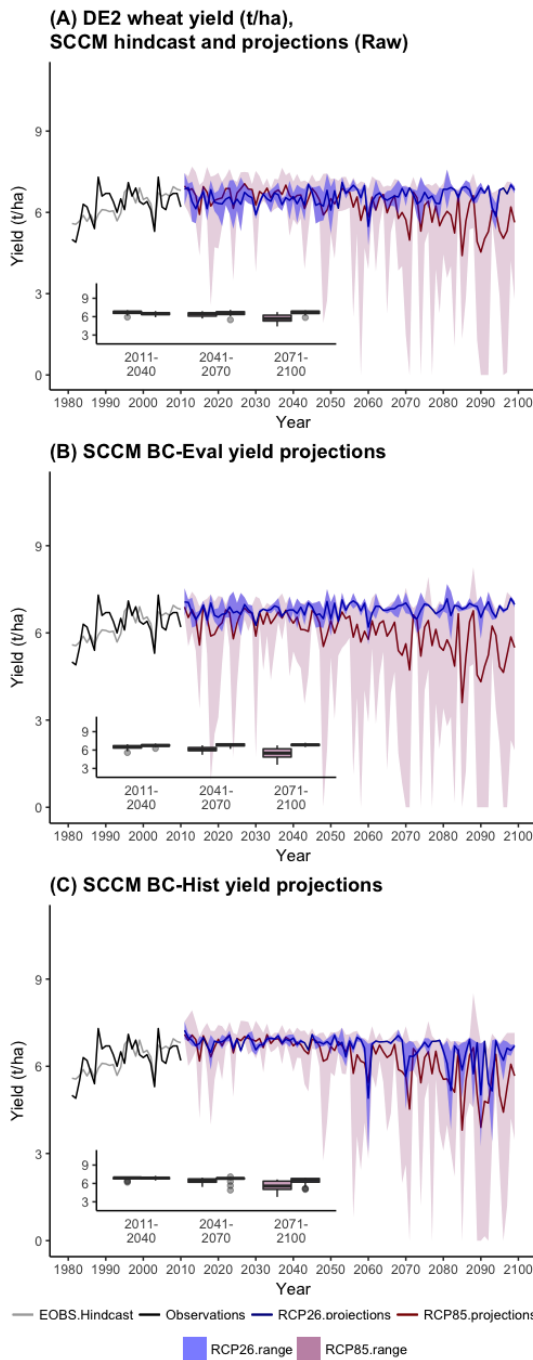 (A) DE2 wheat yield (t/ha),
SCCM hindcast and projections (Raw)
Yield (t/ha)
9
6
3
0
9
6
3
2011-
2040
2041-
2070
2071-
2100
1980 1990 2000 2010 2020 2030 2040 2050 2060 2070 2080 2090 2100
Year
(B) SCCM BC-Eval yield projections
Yield (t/ha)
9
6
3
0
9
6
3
2011-
2040
2041-
2070
2071-
2100
1980 1990 2000 2010 2020 2030 2040 2050 2060 2070 2080 2090 2100
Year
(C) SCCM BC-Hist yield projections
Yield (t/ha)
9
6
3
0
9
6
3
2011-
2040
2041-
2070
2071-
2100
1980 1990 2000 2010 2020 2030 2040 2050 2060 2070 2080 2090 2100
Year
EOBS.Hindcast Observations RCP26.projections RCP85.projections
RCP26.range RCP85.range